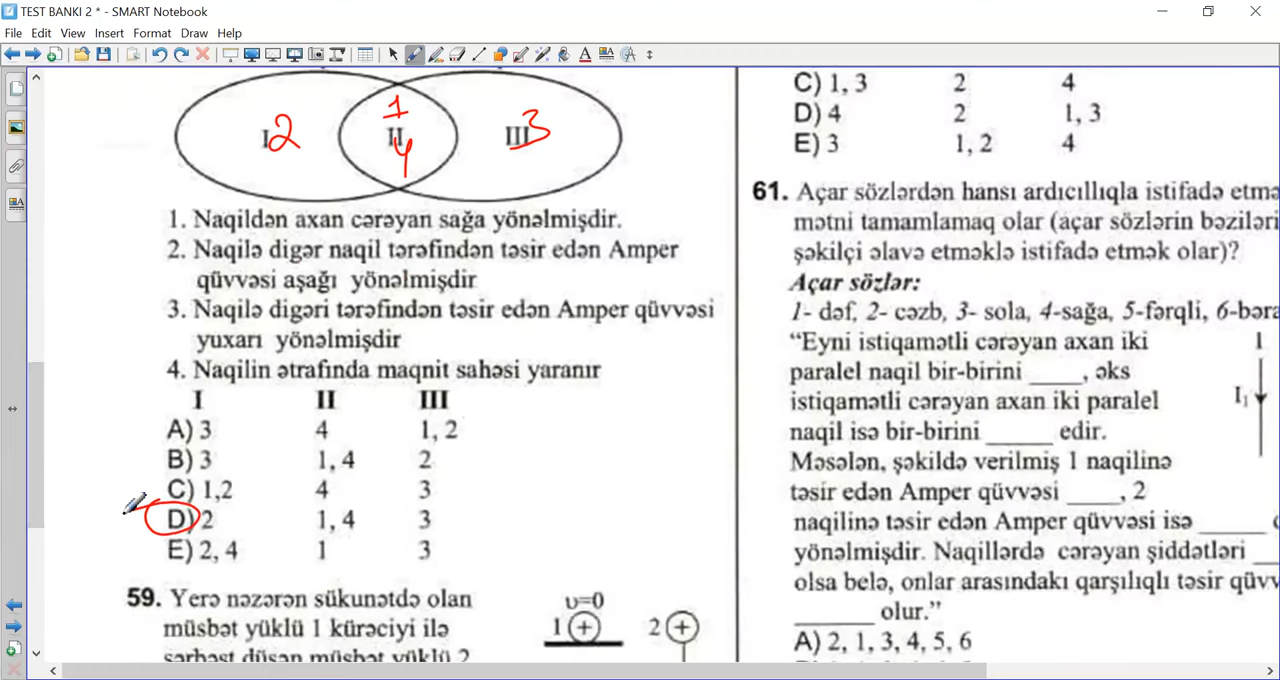 TEST BANKI 2 * - SMART Notebook
File Edit View Insert Format Draw Help
I 2
1
II
4
III 3
1. Naqildən axan cərəyan sağa yönəlmişdir.
2. Naqilə digər naqil tərəfindən təsir edən Amper
qüvvəsi aşağı yönəlmişdir
3. Naqilə digəri tərəfindən təsir edən Amper qüvvəsi
yuxarı yönəlmişdir
4. Naqilin ətrafında maqnit sahəsi yaranır
I II III
A) 3 4 1, 2
B) 3 1, 4 2
C) 1,2 4 3
D) 2 1, 4 3
E) 2, 4 1 3
59. Yerə nəzərən sükunətdə olan
müsbət yüklü 1 kürəciyi ilə
sərbəst düşən müsbət yüklü 2
υ=0
1 + 2 +
C) 1, 3 2 4
D) 4 2 1, 3
E) 3 1, 2 4
61. Açar sözlərdən hansı ardıcıllıqla istifadə etmə
mətni tamamlamaq olar (açar sözlərin bəziləri
şəkilçi əlavə etməklə istifadə etmək olar)?
Açar sözlər:
1- dəf, 2- cəzb, 3- sola, 4-sağa, 5-fərqli, 6-bəra
“Eyni istiqamətli cərəyan axan iki
paralel naqil bir-birini ____, əks
istiqamətli cərəyan axan iki paralel
naqil isə bir-birini _____ edir.
Məsələn, şəkildə verilmiş 1 naqilinə
təsir edən Amper qüvvəsi ____, 2
naqilinə təsir edən Amper qüvvəsi isə _____
yönəlmişdir. Naqillərdə cərəyan şiddətləri __
olsa belə, onlar arasındakı qarşılıqlı təsir qüvv
______ olur.”
1
I₁
A) 2, 1, 3, 4, 5, 6